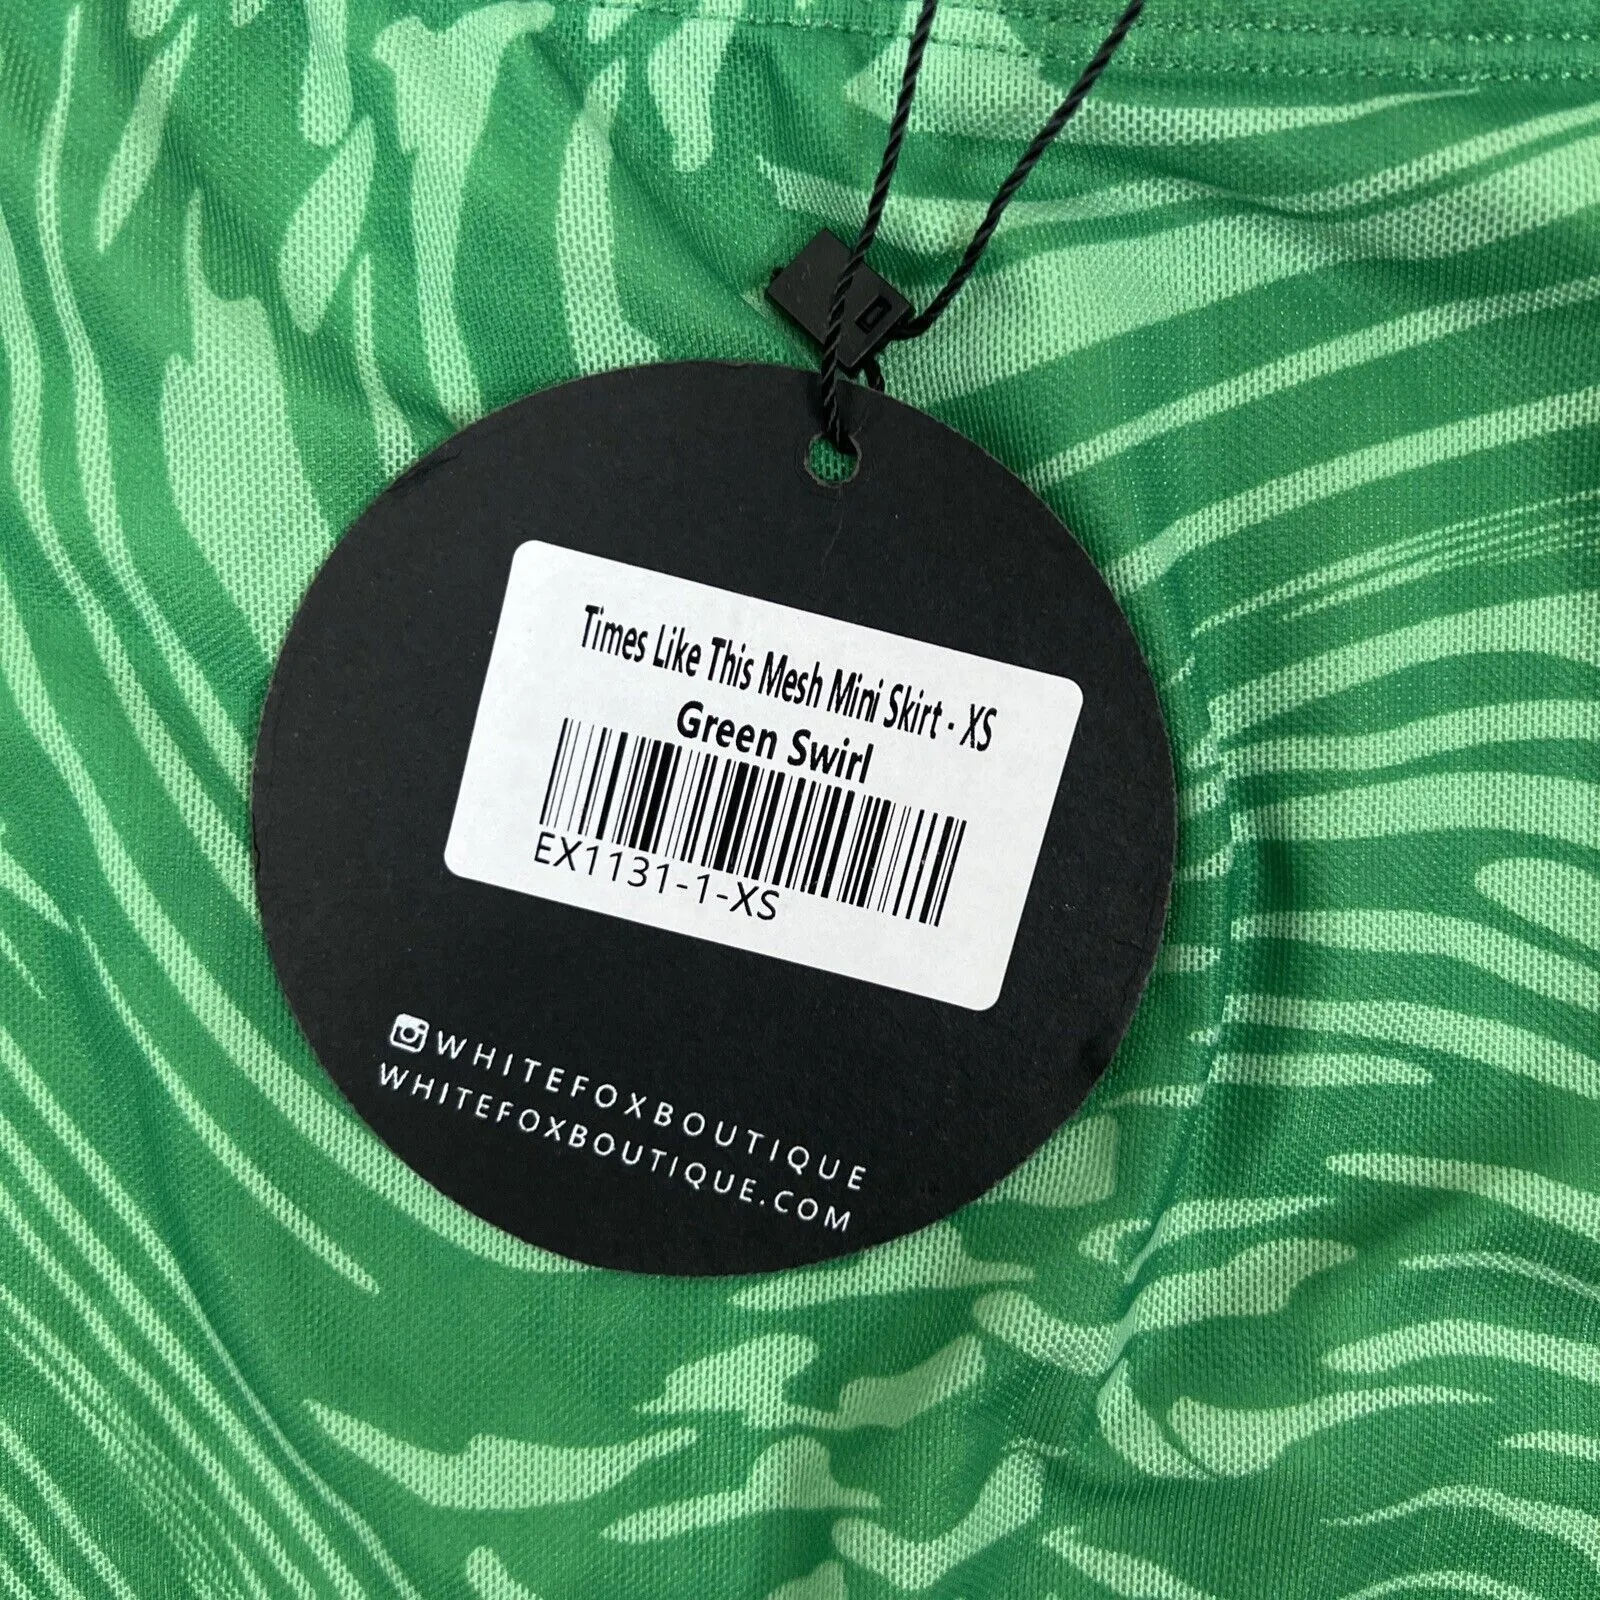 Times Like This Mesh Mini Skirt - XS
Green Swirl
EX1131-1-XS
WHITEFOXBOUTIQUE
WHITEFOXBOUTIQUE.COM